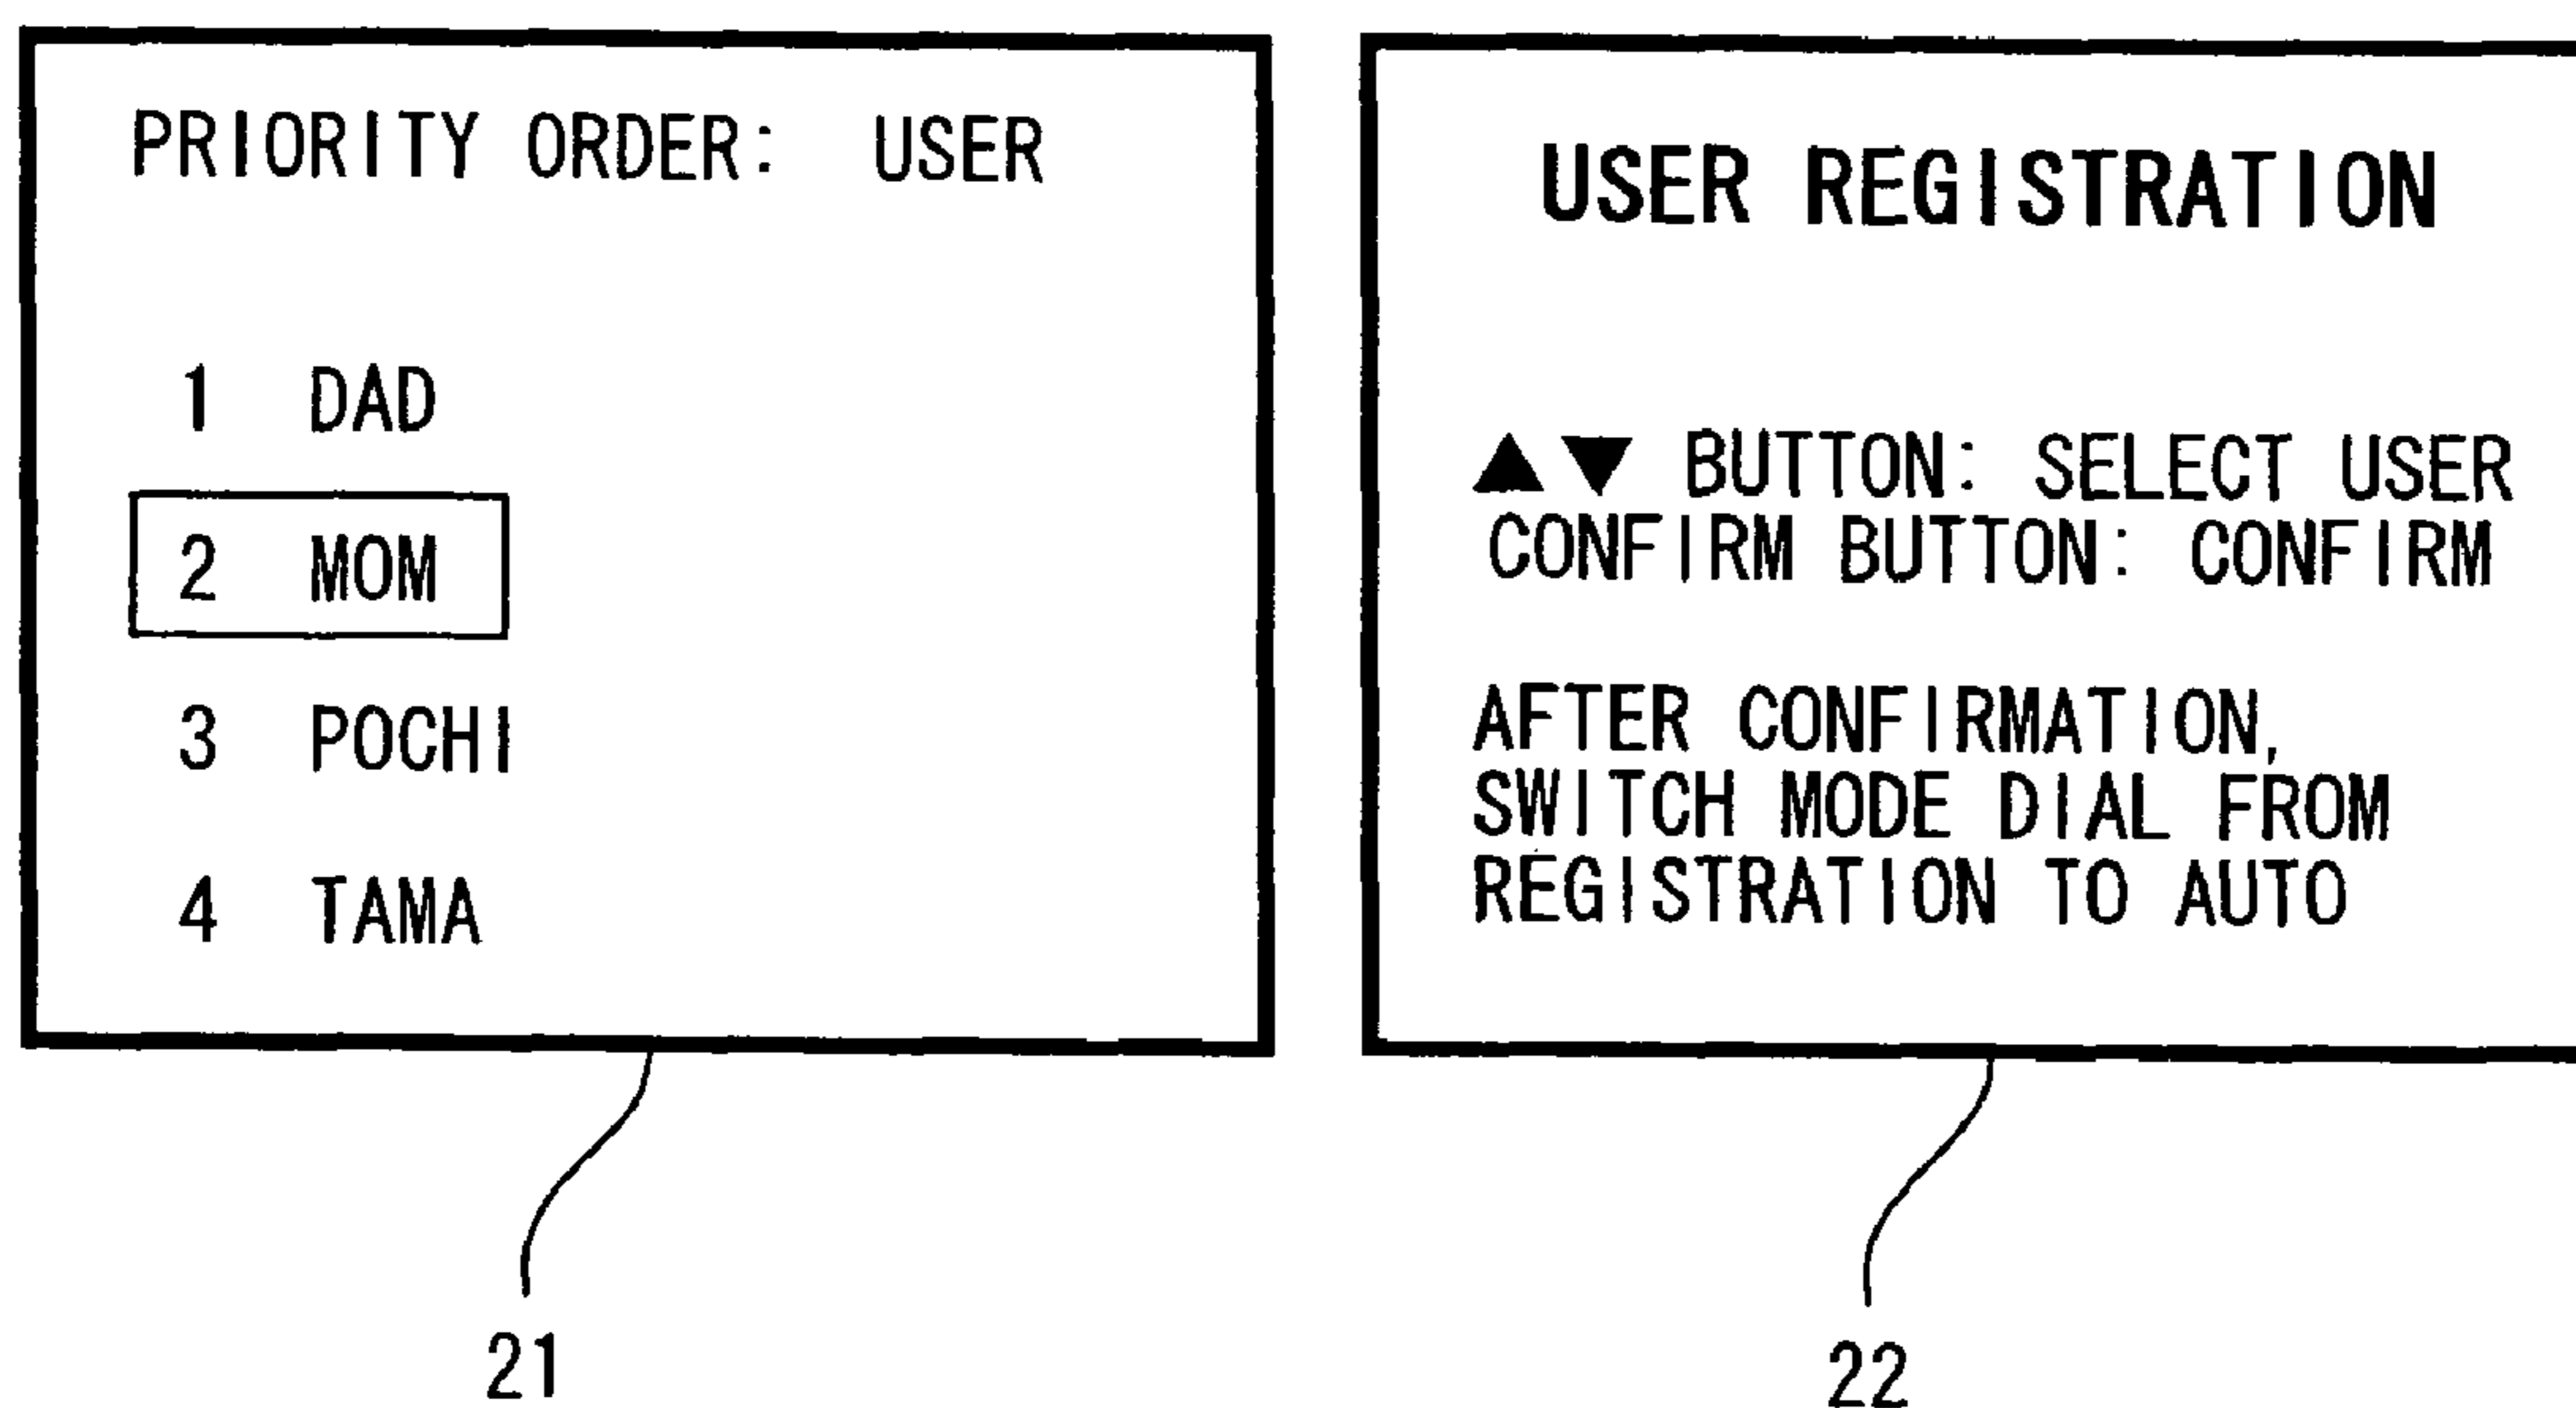 PRIORITY ORDER: USER
1 DAD
2 MOM
3 POCHI
4 TAMA
21
USER REGISTRATION
▲▼ BUTTON: SELECT USER
CONFIRM BUTTON: CONFIRM
AFTER CONFIRMATION,
SWITCH MODE DIAL FROM
REGISTRATION TO AUTO
22